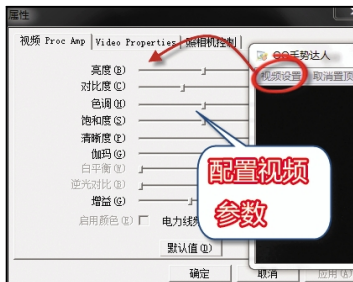 属性
视频 Proc Amp Video Properties 照相机控制
QQ手势达人
视频设置 取消置顶
亮度(B)
对比度(C)
色调(H)
饱和度(S)
清晰度(P)
伽玛(G)
白平衡(W)
逆光对比(B)
增益(G)
启用颜色(E) 电力线频
默认值(D)
确定 取消 应用(A)
配置视频
参数